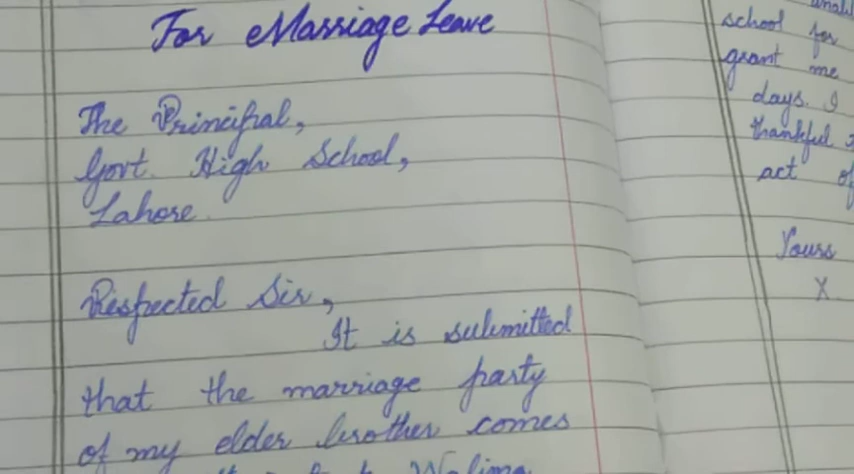 For Marriage Leave
The Principal,
Govt. High School,
Lahore.
Respected Sir,
It is submitted
that the marriage party
of my elder brother comes
Walima
school for
grant me
days. I
thankful
act of
Yours
X